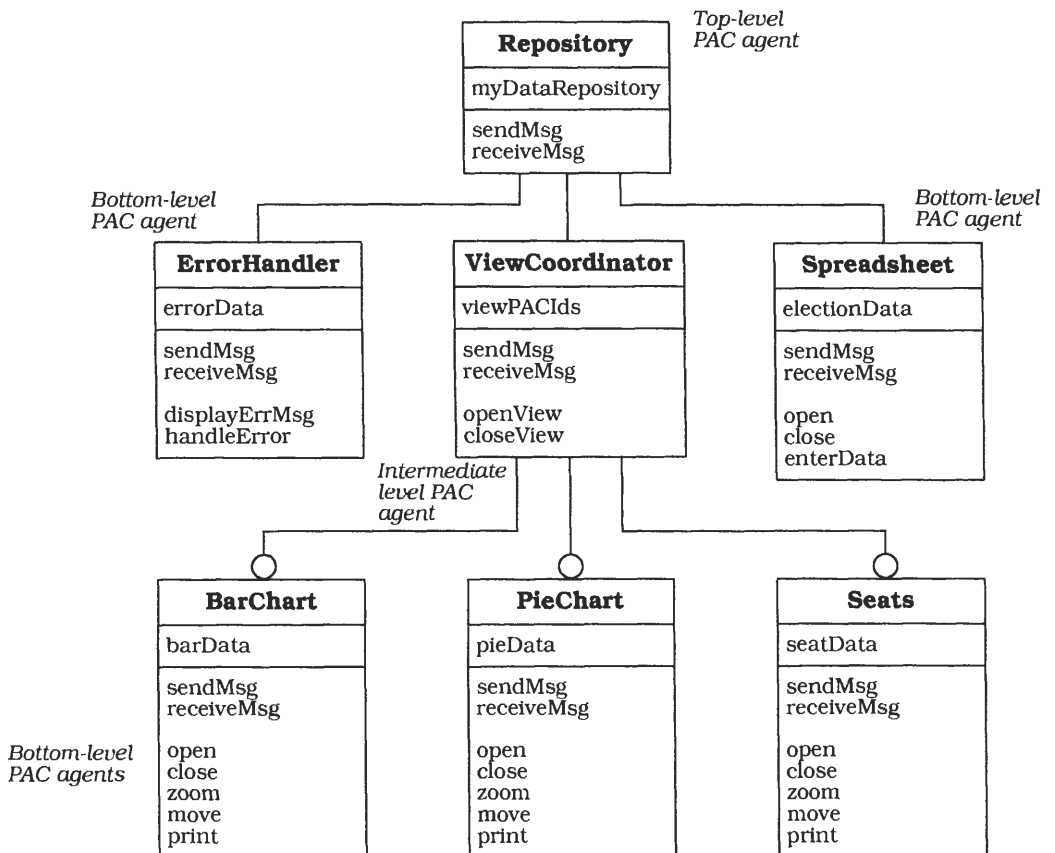 Top-level
PAC agent
Repository
myDataRepository
sendMsg
receiveMsg
Bottom-level
PAC agent
Bottom-level
PAC agent
ErrorHandler
errorData
sendMsg
receiveMsg
displayErrMsg
handleError
ViewCoordinator
viewPACIds
sendMsg
receiveMsg
openView
closeView
Spreadsheet
electionData
sendMsg
receiveMsg
open
close
enterData
Intermediate
level PAC
agent
BarChart
barData
sendMsg
receiveMsg
open
close
zoom
move
print
PieChart
pieData
sendMsg
receiveMsg
open
close
zoom
move
print
Seats
seatData
sendMsg
receiveMsg
open
close
zoom
move
print
Bottom-level
PAC agents